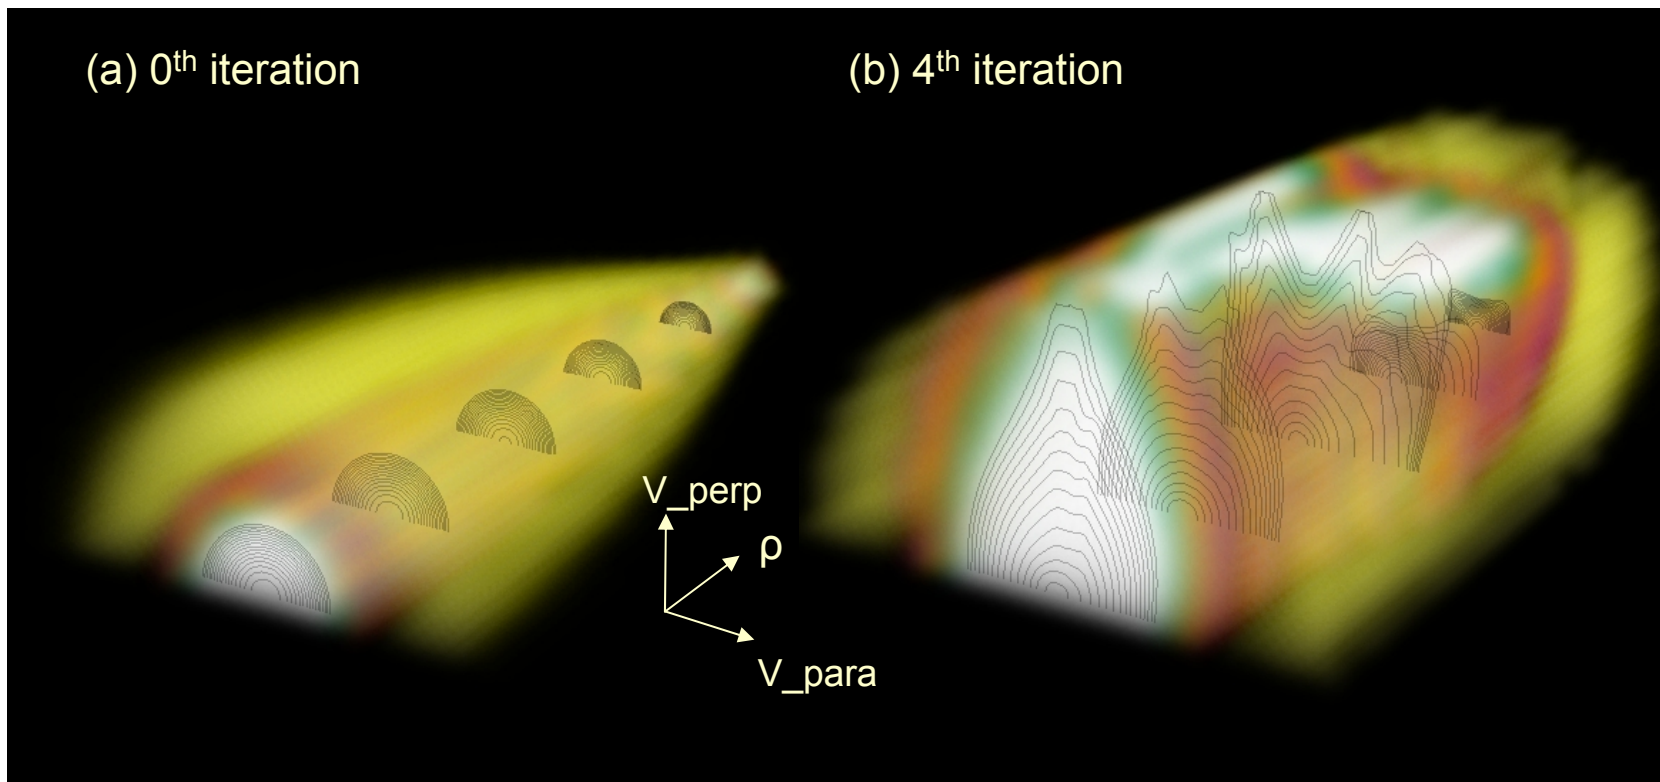 (a) 0th iteration
(b) 4th iteration
V_perp
ρ
V_para